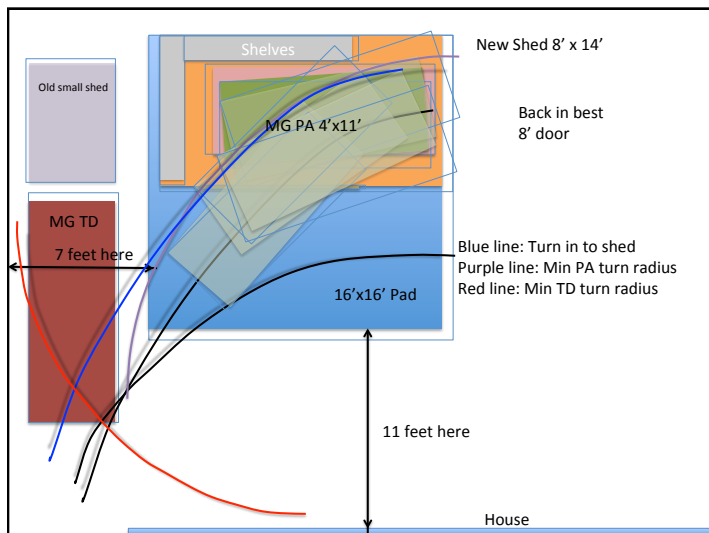 Shelves
New Shed 8’ x 14’
Old small shed
Back in best
8’ door
MG PA 4’x11’
MG TD
7 feet here
Blue line: Turn in to shed
Purple line: Min PA turn radius
Red line: Min TD turn radius
16’x16’ Pad
11 feet here
House